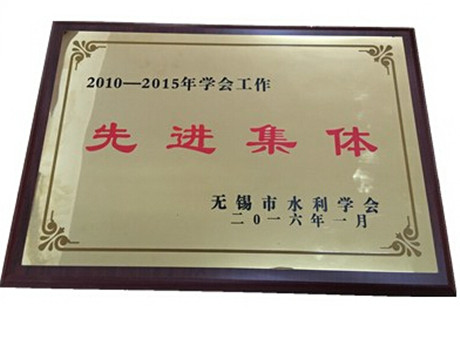 2010—2015年学会工作
先进集体
无锡市水利学会
二〇一六年一月